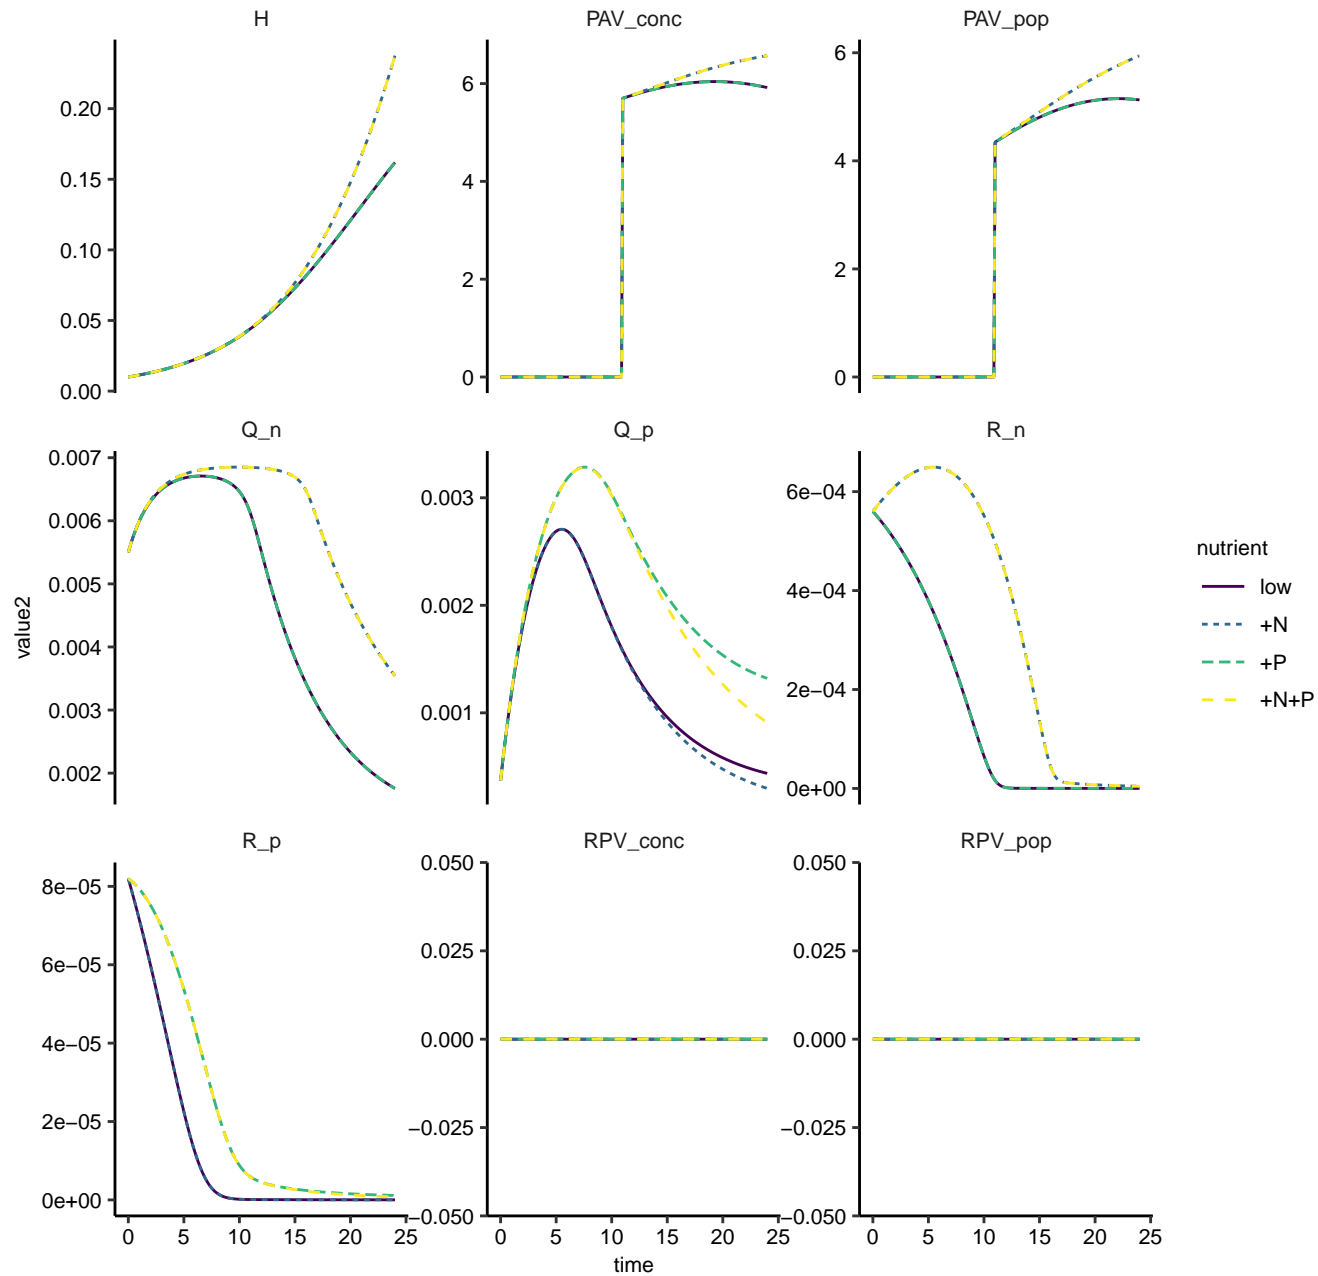 H
PAV_conc
PAV_pop
0.20
0.15
0.10
0.05
0.00
6
4
2
0
6
4
2
0
Q_n
Q_p
R_n
0.007
0.006
0.005
0.004
0.003
0.002
0.003
0.002
0.001
6e−04
4e−04
2e−04
0e+00
R_p
RPV_conc
RPV_pop
8e−05
6e−05
4e−05
2e−05
0e+00
0.050
0.025
0.000
−0.025
−0.050
0.050
0.025
0.000
−0.025
−0.050
0 5 10 15 20 25
0 5 10 15 20 25
0 5 10 15 20 25
time
value2
nutrient
low
+N
+P
+N+P